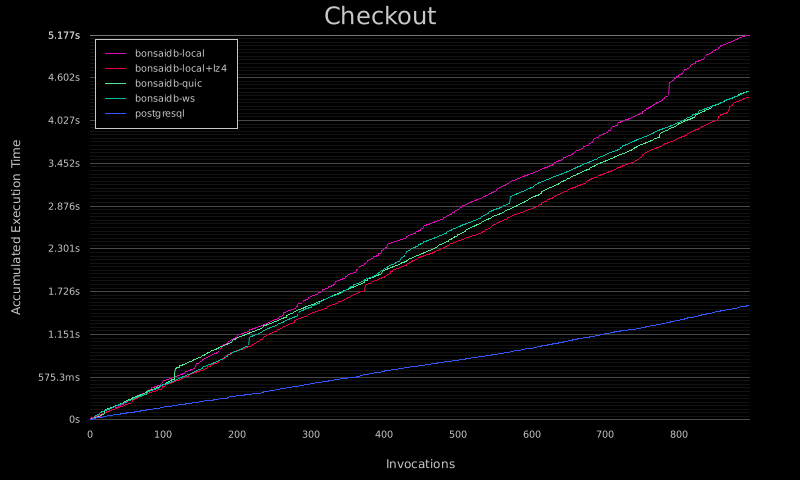 Checkout
5.177s
4.602s
4.027s
3.452s
2.876s
2.301s
1.726s
1.151s
575.3ms
0s
bonsaidb-local
bonsaidb-local+lz4
bonsaidb-quic
bonsaidb-ws
postgresql
Accumulated Execution Time
0 100 200 300 400 500 600 700 800
Invocations